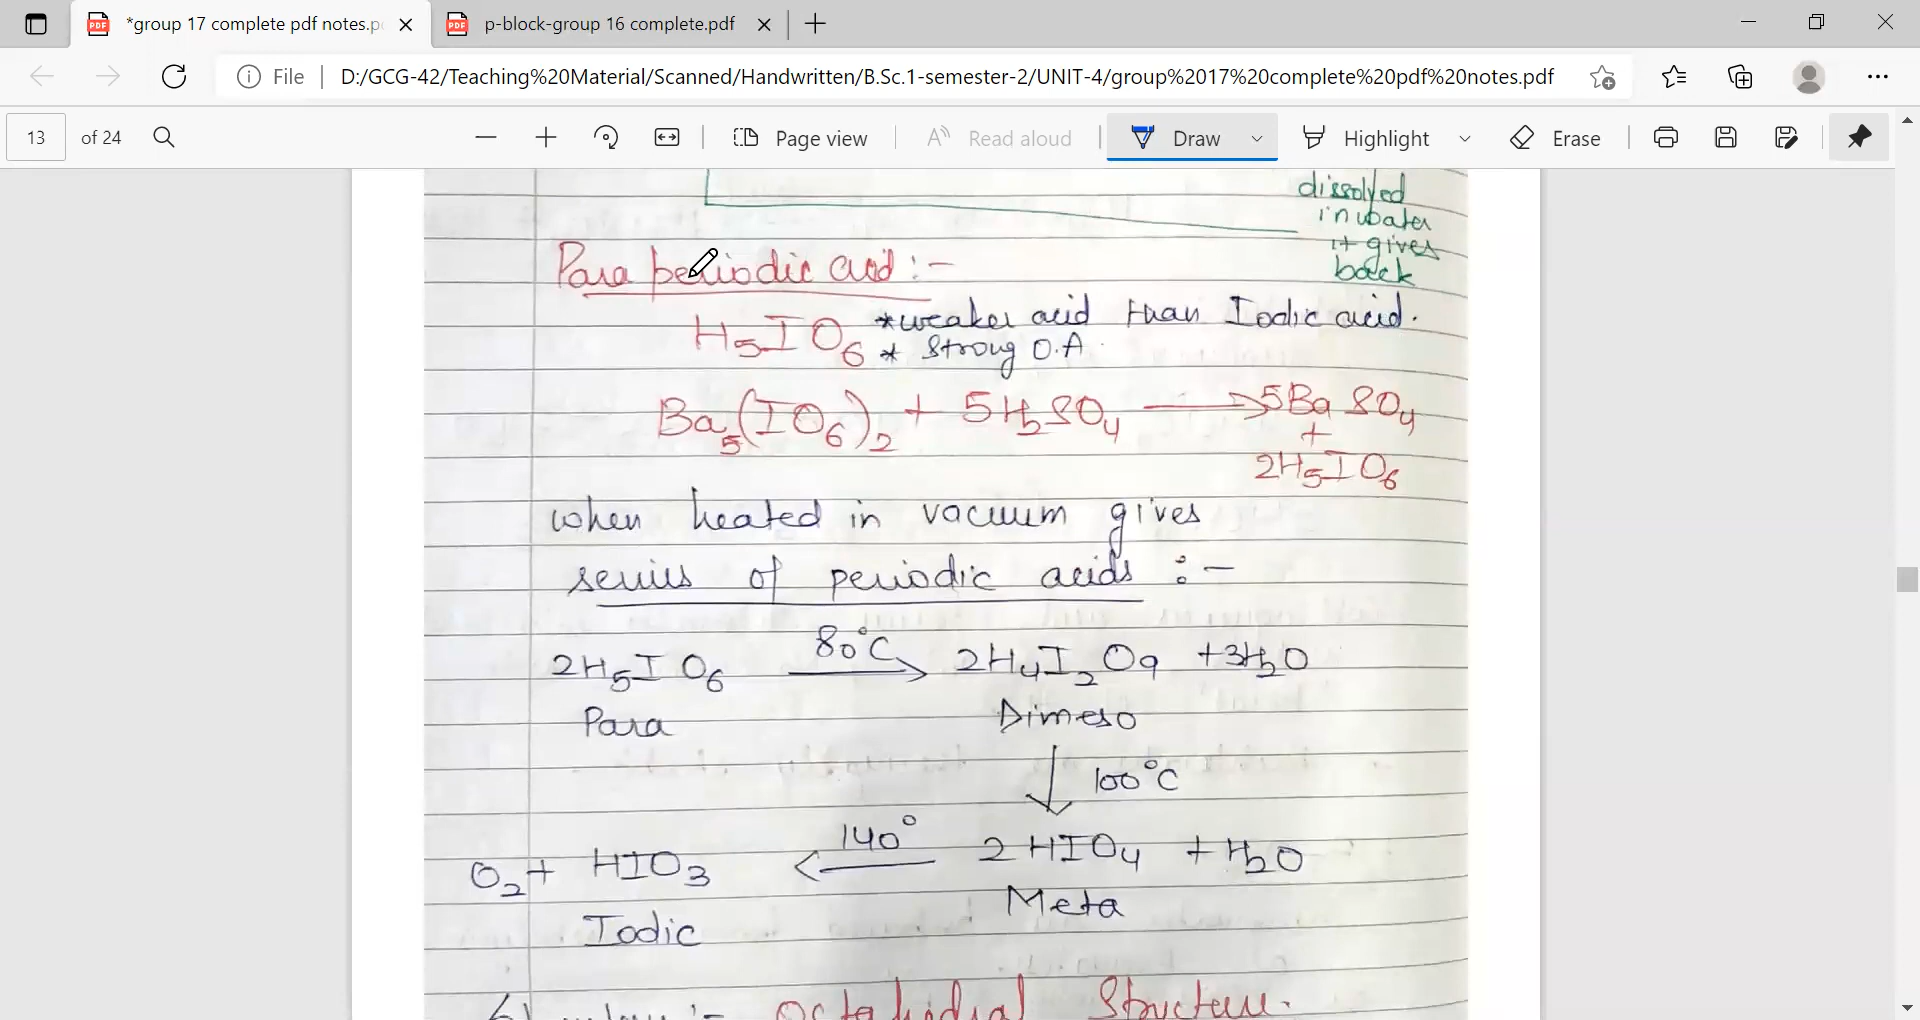 *group 17 complete pdf notes.p
p-block-group 16 complete.pdf
File
D:/GCG-42/Teaching%20Material/Scanned/Handwritten/B.Sc.1-semester-2/UNIT-4/group%2017%20complete%20pdf%20notes.pdf
13 of 24
Page view
Read aloud
Draw
Highlight
Erase
dissolved
in water
it gives
back
Para periodic acid :-
H₅IO₆ *weaker acid than Iodic acid.
* Strong O.A
Ba₅(IO₆)₂ + 5H₂SO₄ ⟶ 5BaSO₄
+
2H₅IO₆
when heated in vacuum gives
series of periodic acids :-
80°C
2H₅IO₆ ⟶ 2H₄I₂O₉ +3H₂O
Para Dimeso
↓ 100°C
140°
O₂+ HIO₃ ⟵ 2 HIO₄ + H₂O
Iodic Meta
Octahedral Structure.